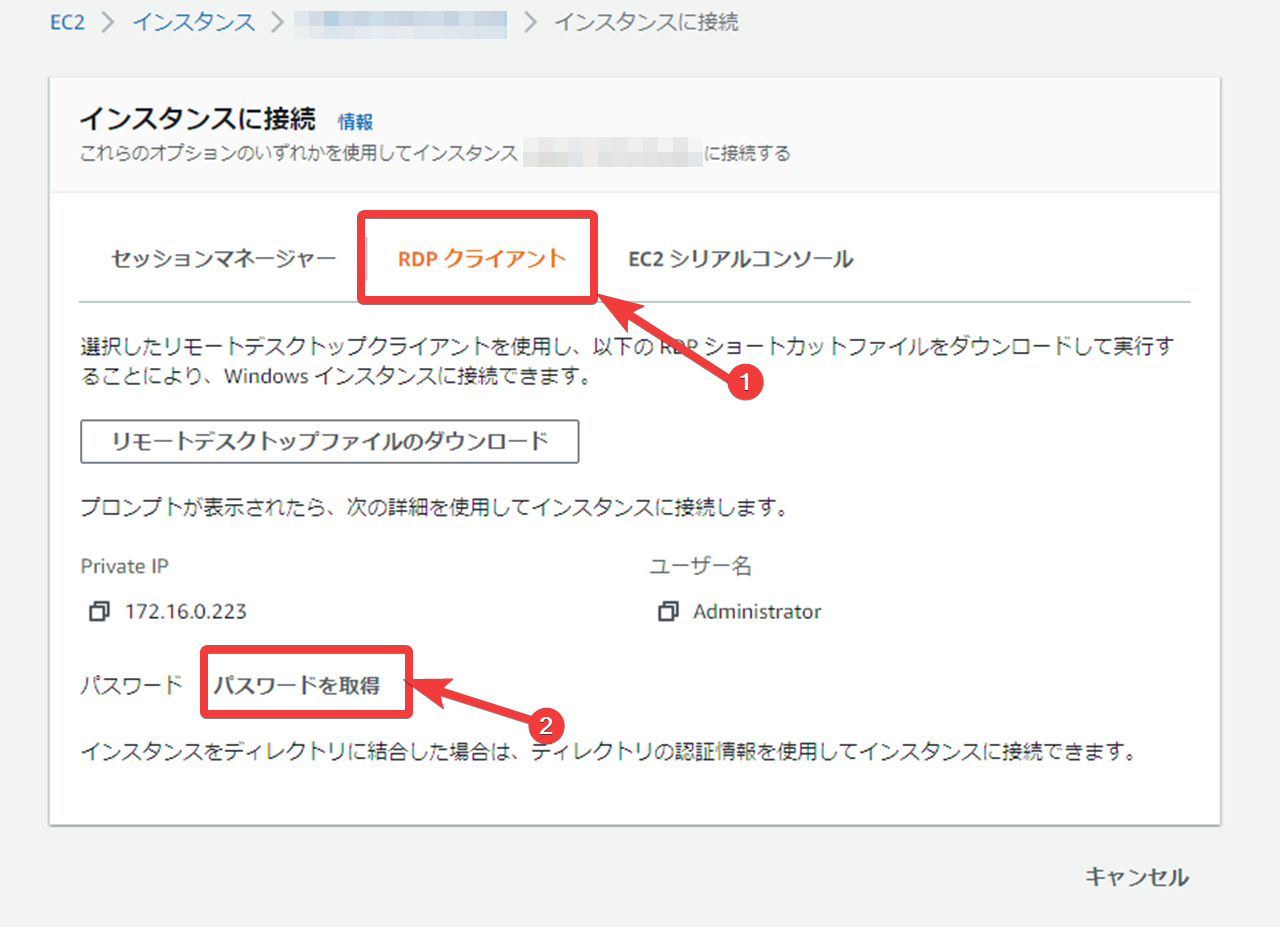 EC2 > インスタンス > > インスタンスに接続
インスタンスに接続 情報
これらのオプションのいずれかを使用してインスタンス に接続する
セッションマネージャー RDP クライアント EC2 シリアルコンソール
選択したリモートデスクトップクライアントを使用し、以下の RDP ショートカットファイルをダウンロードして実行す
ることにより、Windows インスタンスに接続できます。
1
リモートデスクトップファイルのダウンロード
プロンプトが表示されたら、次の詳細を使用してインスタンスに接続します。
Private IP ユーザー名
172.16.0.223 Administrator
パスワード パスワードを取得
2
インスタンスをディレクトリに結合した場合は、ディレクトリの認証情報を使用してインスタンスに接続できます。
キャンセル